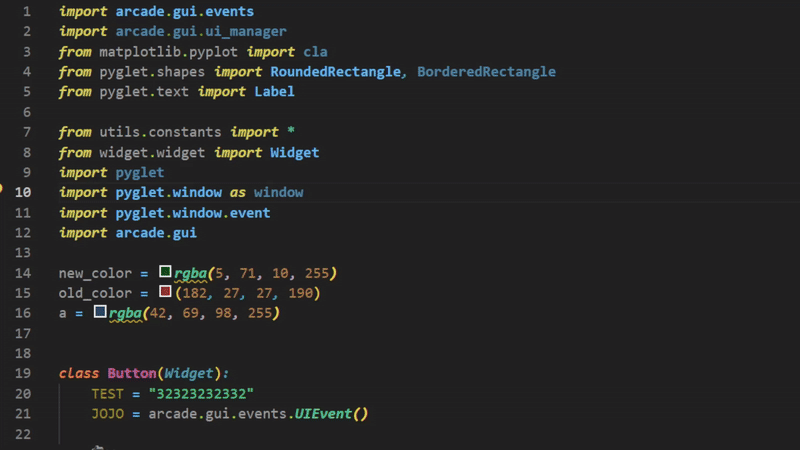 1 import arcade.gui.events
2 import arcade.gui.ui_manager
3 from matplotlib.pyplot import cla
4 from pyglet.shapes import RoundedRectangle, BorderedRectangle
5 from pyglet.text import Label
6
7 from utils.constants import *
8 from widget.widget import Widget
9 import pyglet
10 import pyglet.window as window
11 import pyglet.window.event
12 import arcade.gui
13
14 new_color = rgba(5, 71, 10, 255)
15 old_color = (182, 27, 27, 190)
16 a = rgba(42, 69, 98, 255)
17
18
19 class Button(Widget):
20 TEST = "32323232332"
21 JOJO = arcade.gui.events.UIEvent()
22